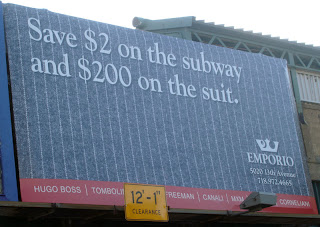 Save $2 on the subway
and $200 on the suit.
EMPORIO
5020 13th Avenue
718.972.4665
HUGO BOSS | TOMBOLIN FREEMAN | CANALI | CORNELIANI
12'-1"
CLEARANCE